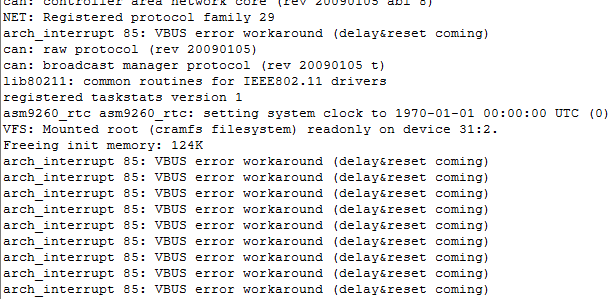 can: controller area network core (rev 20090105 abi 8)
NET: Registered protocol family 29
arch_interrupt 85: VBUS error workaround (delay&reset coming)
can: raw protocol (rev 20090105)
can: broadcast manager protocol (rev 20090105 t)
lib80211: common routines for IEEE802.11 drivers
registered taskstats version 1
asm9260_rtc asm9260_rtc: setting system clock to 1970-01-01 00:00:00 UTC (0)
VFS: Mounted root (cramfs filesystem) readonly on device 31:2.
Freeing init memory: 124K
arch_interrupt 85: VBUS error workaround (delay&reset coming)
arch_interrupt 85: VBUS error workaround (delay&reset coming)
arch_interrupt 85: VBUS error workaround (delay&reset coming)
arch_interrupt 85: VBUS error workaround (delay&reset coming)
arch_interrupt 85: VBUS error workaround (delay&reset coming)
arch_interrupt 85: VBUS error workaround (delay&reset coming)
arch_interrupt 85: VBUS error workaround (delay&reset coming)
arch_interrupt 85: VBUS error workaround (delay&reset coming)
arch_interrupt 85: VBUS error workaround (delay&reset coming)